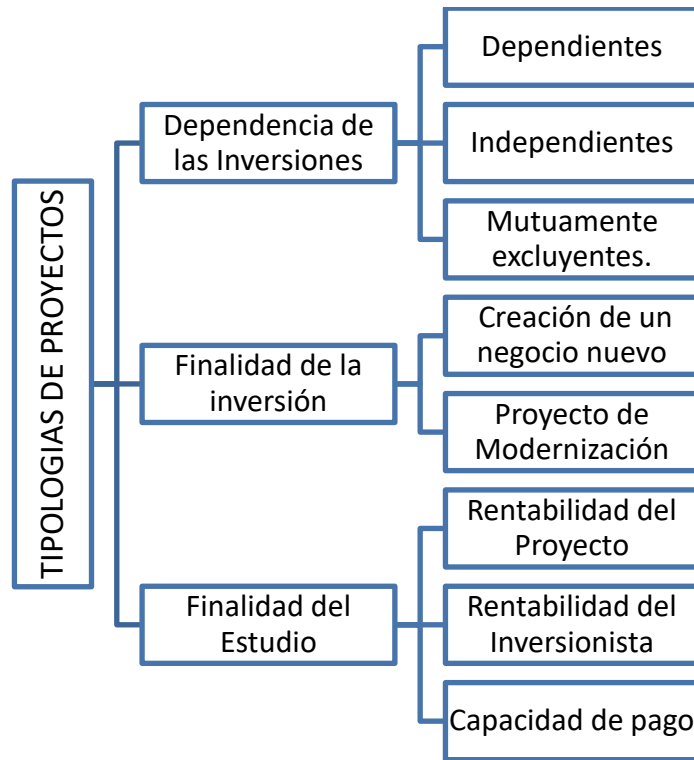 TIPOLOGIAS DE PROYECTOS
Dependencia de
las Inversiones
Dependientes
Independientes
Mutuamente
excluyentes.
Finalidad de la
inversión
Creación de un
negocio nuevo
Proyecto de
Modernización
Finalidad del
Estudio
Rentabilidad del
Proyecto
Rentabilidad del
Inversionista
Capacidad de pago